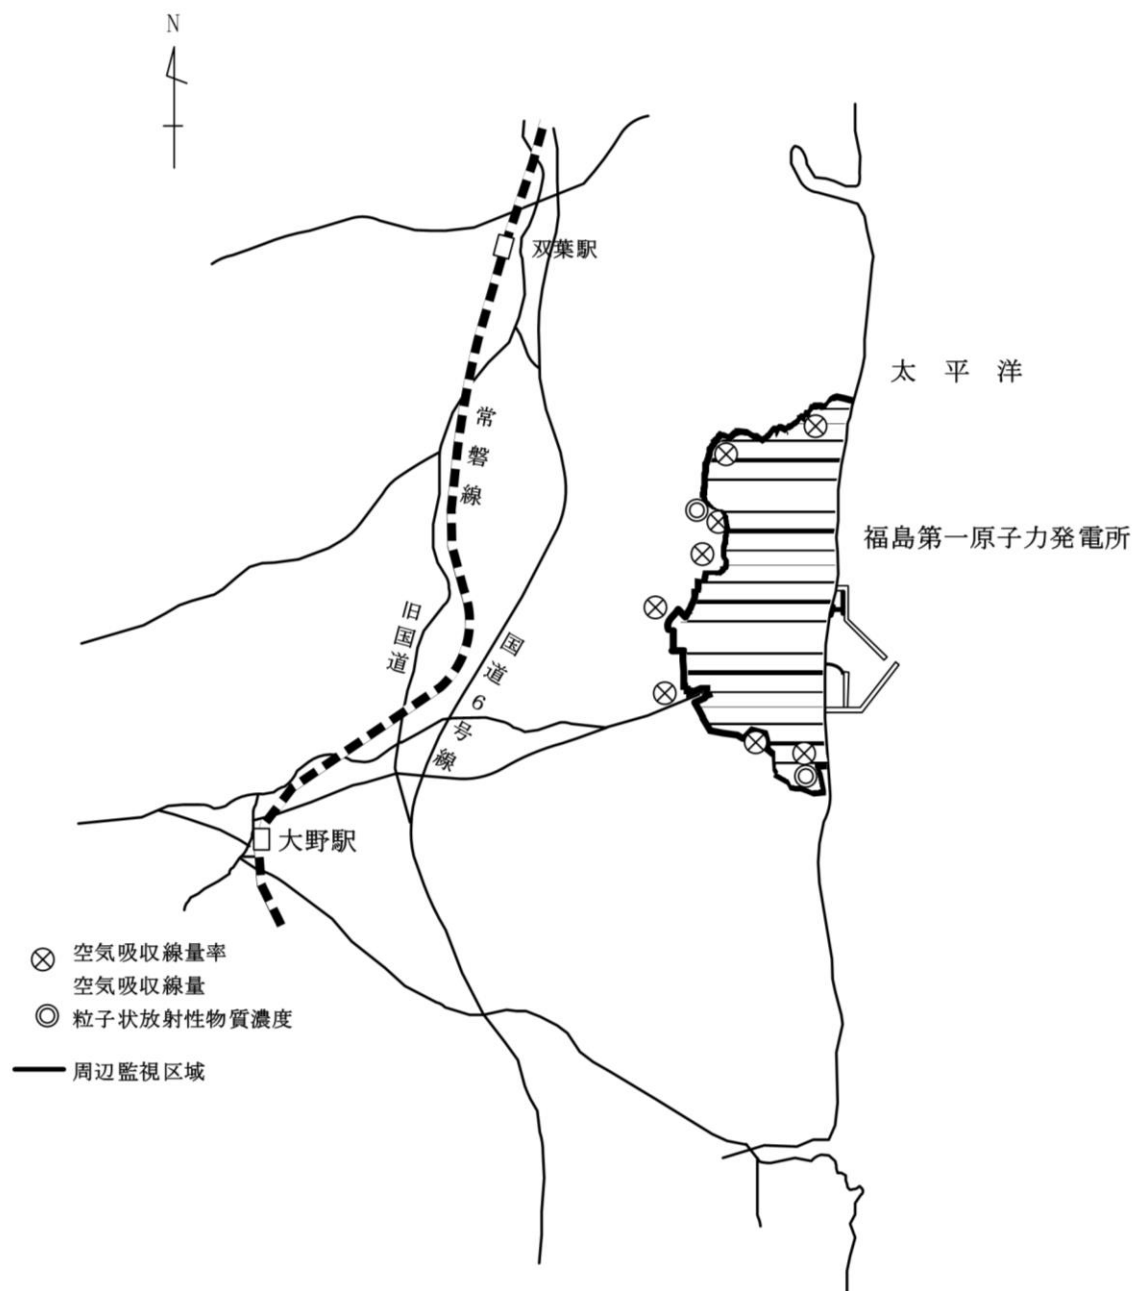 N
双葉駅
太 平 洋
常磐線
福島第一原子力発電所
旧国道
国道6号線
大野駅
空気吸収線量率
空気吸収線量
粒子状放射性物質濃度
周辺監視区域